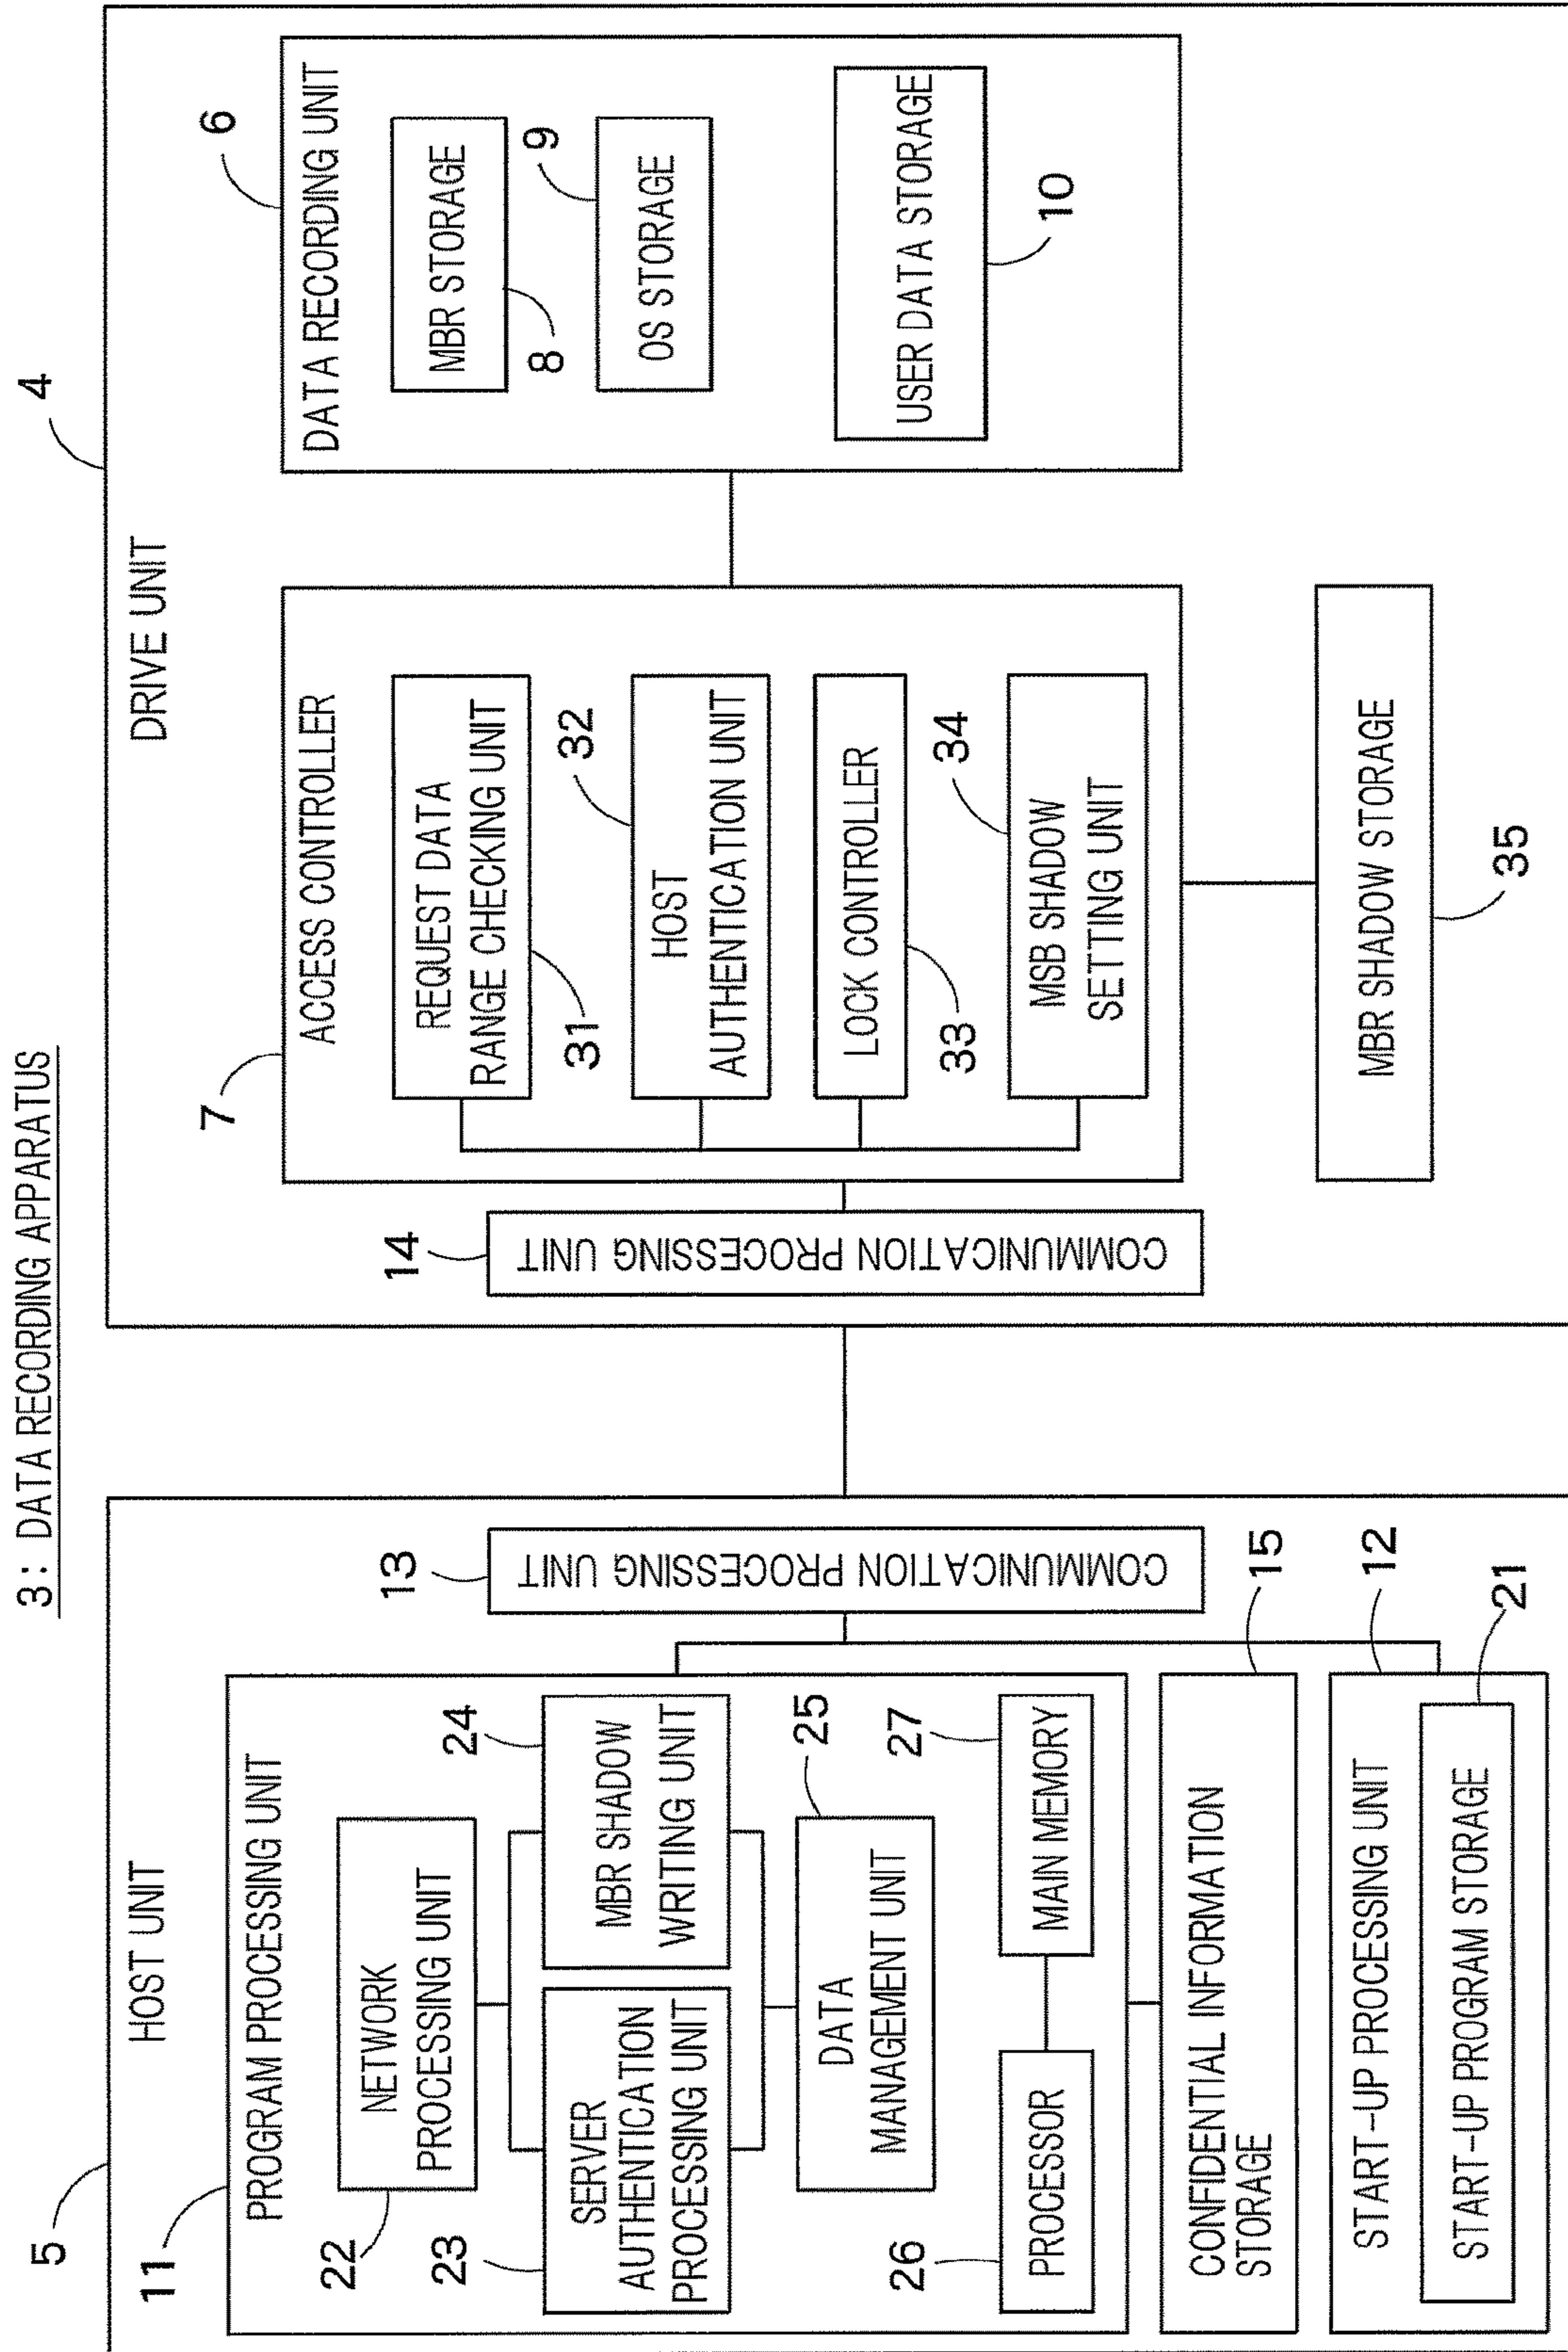 3: DATA RECORDING APPARATUS
5
HOST UNIT
11
PROGRAM PROCESSING UNIT
22
NETWORK
PROCESSING UNIT
23
SERVER
AUTHENTICATION
PROCESSING UNIT
24
MBR SHADOW
WRITING UNIT
25
DATA
MANAGEMENT UNIT
26
PROCESSOR
27
MAIN MEMORY
CONFIDENTIAL INFORMATION
STORAGE
15
START-UP PROCESSING UNIT
12
START-UP PROGRAM STORAGE
21
13
COMMUNICATION PROCESSING
UNIT
4
DRIVE UNIT
14
COMMUNICATION PROCESSING
UNIT
7
ACCESS CONTROLLER
REQUEST DATA
RANGE CHECKING UNIT
31
HOST
AUTHENTICATION UNIT
32
LOCK CONTROLLER
33
MSB SHADOW
SETTING UNIT
34
MBR SHADOW STORAGE
35
6
DATA RECORDING UNIT
MBR STORAGE
8
9
OS STORAGE
USER DATA STORAGE
10